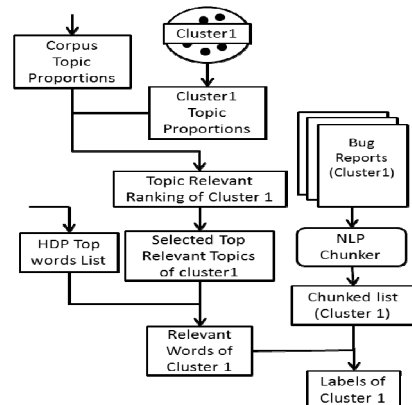 Cluster1
Corpus
Topic
Proportions
Cluster1
Topic
Proportions
Bug
Reports
(Cluster1)
Topic Relevant
Ranking of Cluster 1
HDP Top
words List
Selected Top
Relevant Topics
of cluster1
NLP
Chunker
Chunked list
(Cluster 1)
Relevant
Words of
Cluster 1
Labels of
Cluster 1